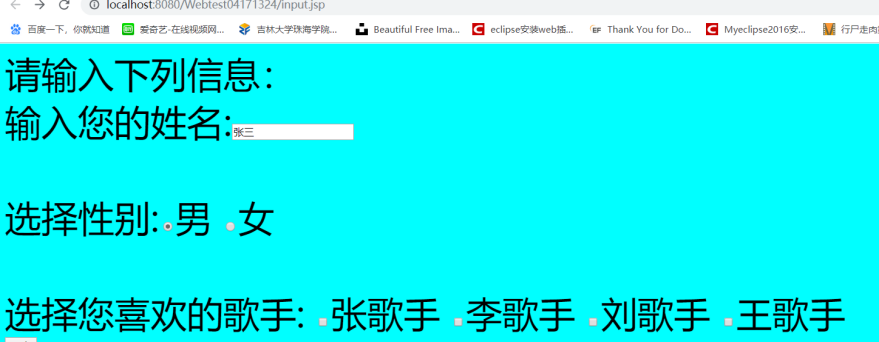 localhost:8080/Webtest04171324/input.jsp
百度一下，你就知道 爱奇艺-在线视频网... 吉林大学珠海学院... Beautiful Free Ima... eclipse安装web插... Thank You for Do... Myeclipse2016安... 行尸走肉
请输入下列信息：
输入您的姓名:张三
选择性别: 男 女
选择您喜欢的歌手: 张歌手 李歌手 刘歌手 王歌手